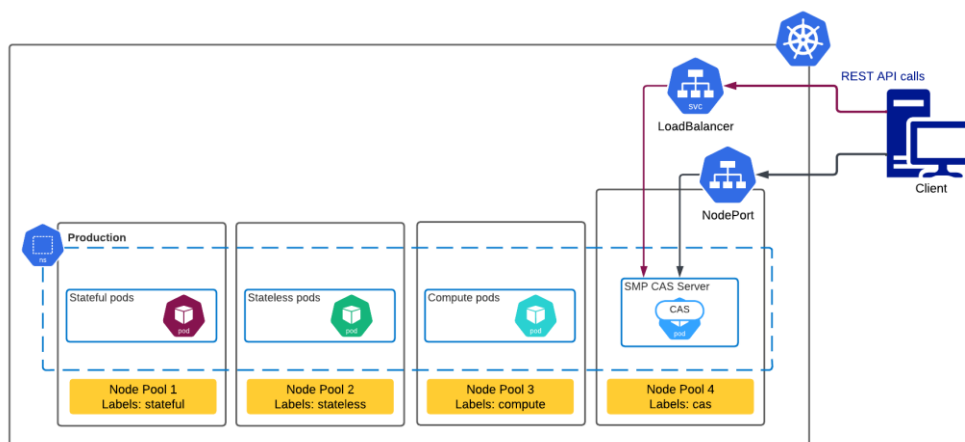 REST API calls
svc
LoadBalancer
Client
NodePort
Production
ns
Stateful pods
pod
Stateless pods
pod
Compute pods
pod
SMP CAS Server
CAS
pod
Node Pool 1
Labels: stateful
Node Pool 2
Labels: stateless
Node Pool 3
Labels: compute
Node Pool 4
Labels: cas